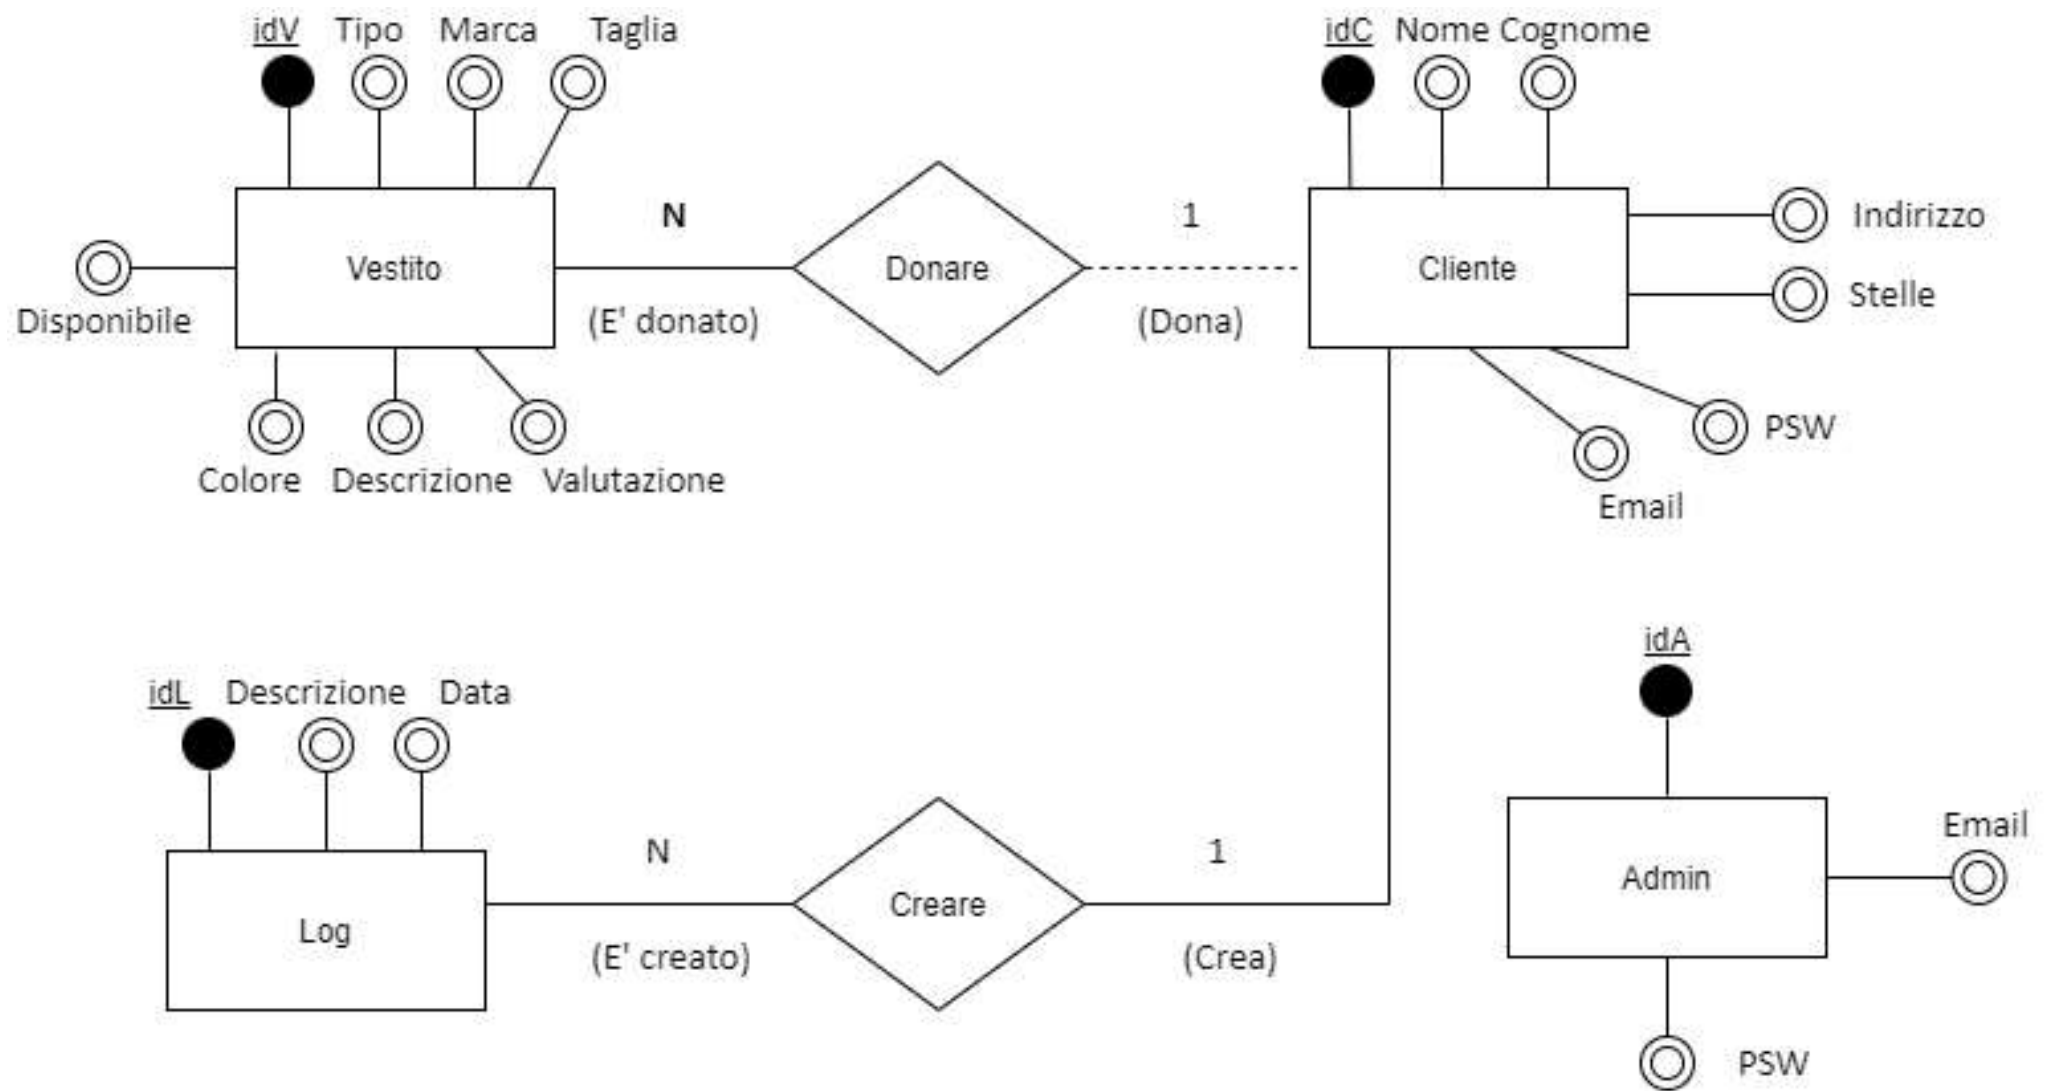 idV Tipo Marca Taglia
idC Nome Cognome
N
1
Indirizzo
Vestito
Donare
Cliente
Stelle
Disponibile
(E' donato)
(Dona)
PSW
Colore Descrizione Valutazione
Email
idA
idL Descrizione Data
Email
N
1
Admin
Creare
Log
(E' creato)
(Crea)
PSW